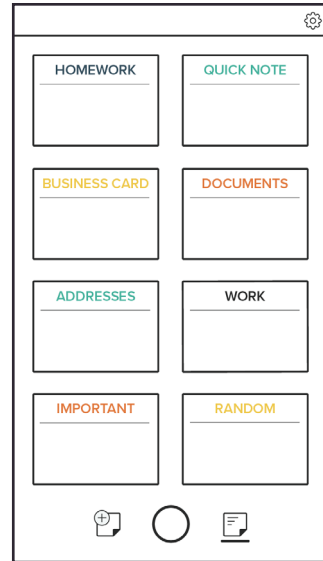 HOMEWORK
QUICK NOTE
BUSINESS CARD
DOCUMENTS
ADDRESSES
WORK
IMPORTANT
RANDOM